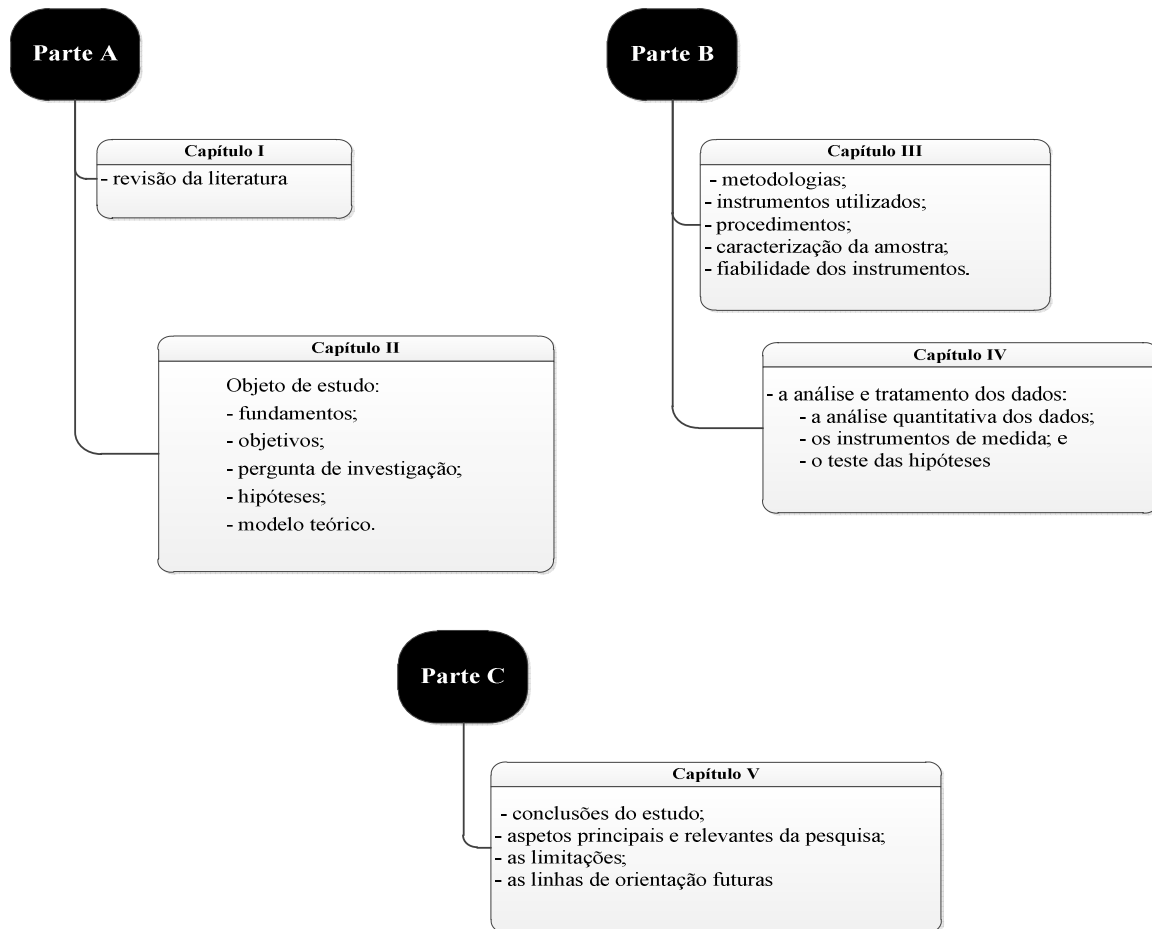 Parte A
Capítulo I
- revisão da literatura
Capítulo II
Objeto de estudo:
- fundamentos;
- objetivos;
- pergunta de investigação;
- hipóteses;
- modelo teórico.
Parte B
Capítulo III
- metodologias;
- instrumentos utilizados;
- procedimentos;
- caracterização da amostra;
- fiabilidade dos instrumentos.
Capítulo IV
- a análise e tratamento dos dados:
- a análise quantitativa dos dados;
- os instrumentos de medida; e
- o teste das hipóteses
Parte C
Capítulo V
- conclusões do estudo;
- aspetos principais e relevantes da pesquisa;
- as limitações;
- as linhas de orientação futuras